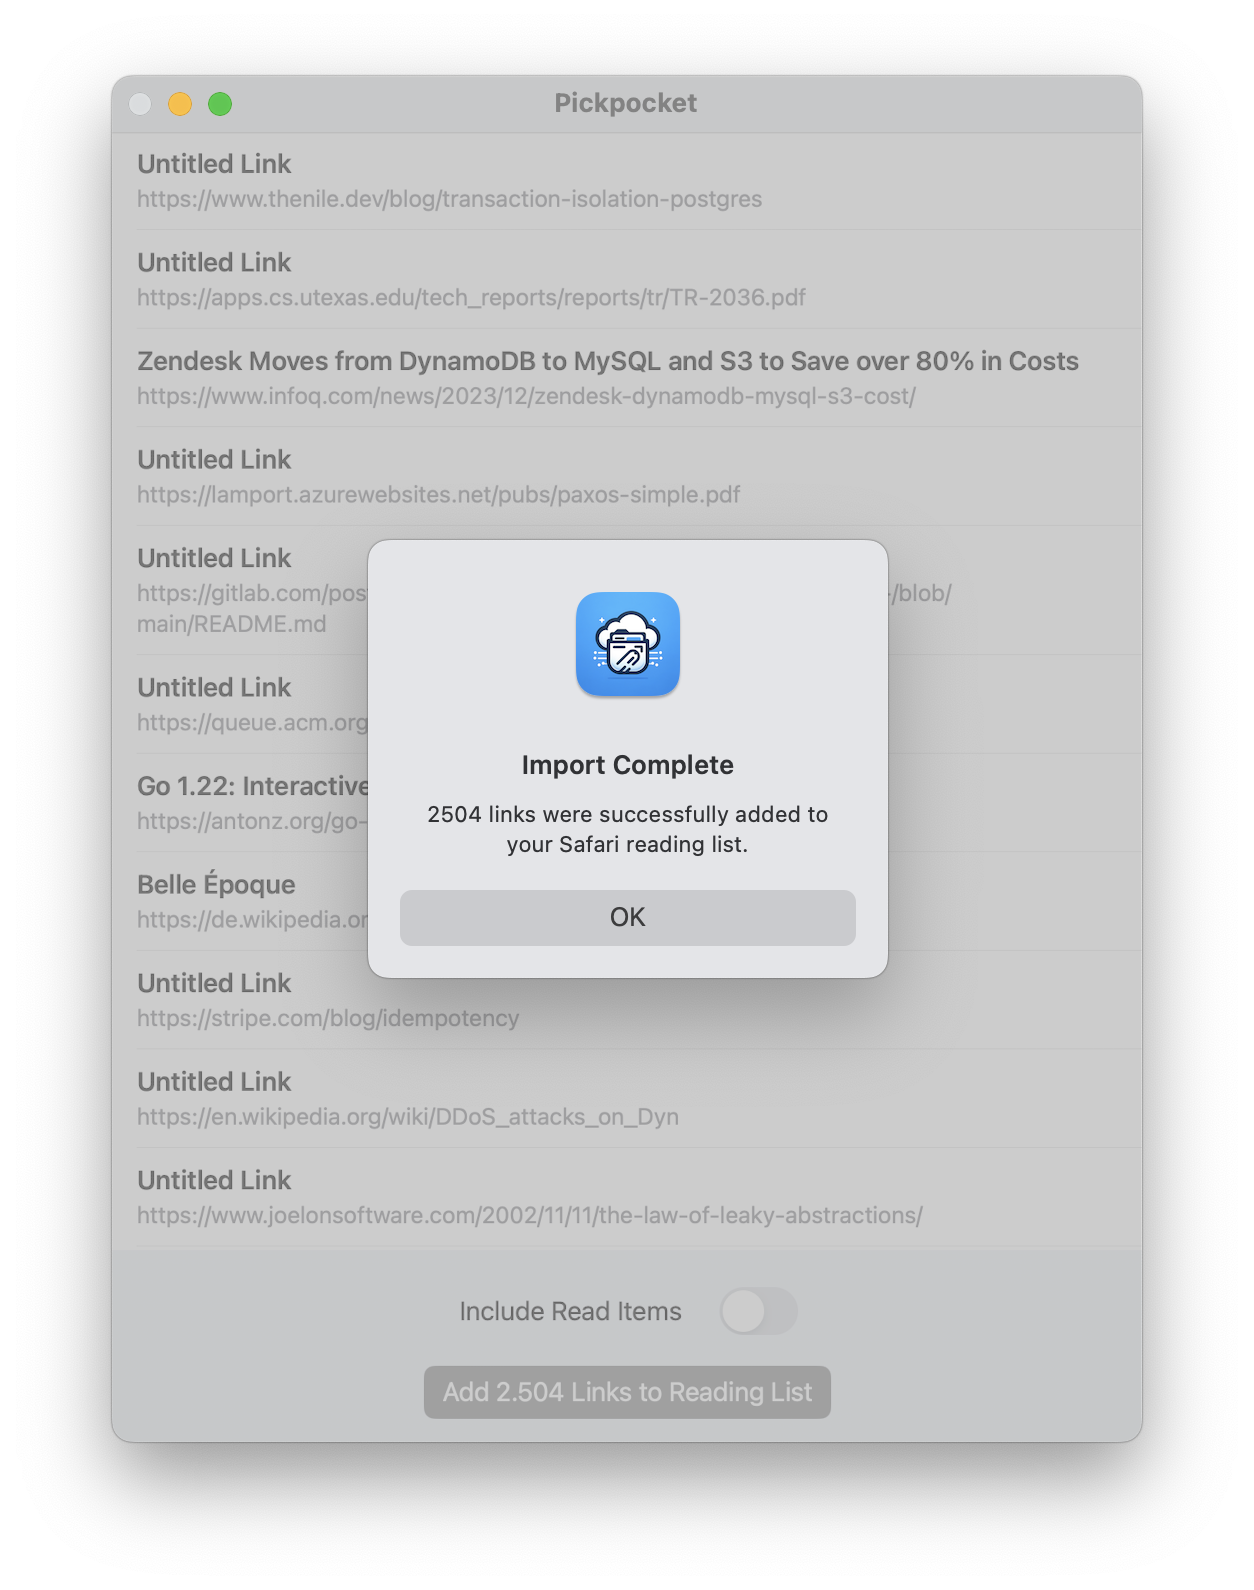 Pickpocket
Untitled Link
https://www.thenile.dev/blog/transaction-isolation-postgres
Untitled Link
https://apps.cs.utexas.edu/tech_reports/reports/tr/TR-2036.pdf
Zendesk Moves from DynamoDB to MySQL and S3 to Save over 80% in Costs
https://www.infoq.com/news/2023/12/zendesk-dynamodb-mysql-s3-cost/
Untitled Link
https://lamport.azurewebsites.net/pubs/paxos-simple.pdf
Untitled Link
https://gitlab.com/pos -/blob/
main/README.md
Untitled Link
https://queue.acm.org
Go 1.22: Interactive
https://antonz.org/go-
Belle Époque
https://de.wikipedia.or
Untitled Link
https://stripe.com/blog/idempotency
Untitled Link
https://en.wikipedia.org/wiki/DDoS_attacks_on_Dyn
Untitled Link
https://www.joelonsoftware.com/2002/11/11/the-law-of-leaky-abstractions/
Import Complete
2504 links were successfully added to
your Safari reading list.
OK
Include Read Items
Add 2.504 Links to Reading List